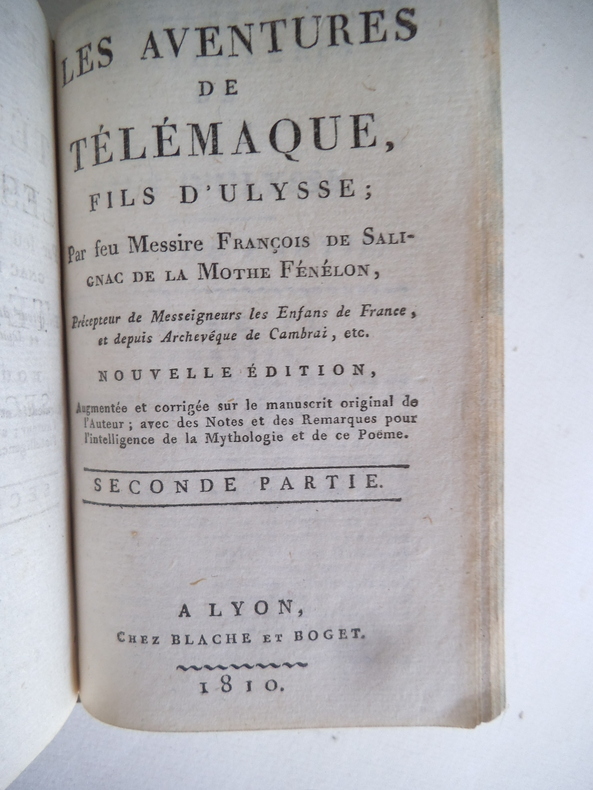 LES AVENTURES
DE
TÉLÉMAQUE,
FILS D'ULYSSE;
Par feu Messire FRANÇOIS DE SALI-
GNAC DE LA MOTHE FÉNÉLON,
Précepteur de Messeigneurs les Enfans de France,
et depuis Archevéque de Cambrai, etc.
NOUVELLE ÉDITION,
Augmentée et corrigée sur le manuscrit original de
l'Auteur; avec des Notes et des Remarques pour
l'intelligence de la Mythologie et de ce Poëme.
SECONDE PARTIE.
A LYON,
CHEZ BLACHE ET BOGET.
1810.